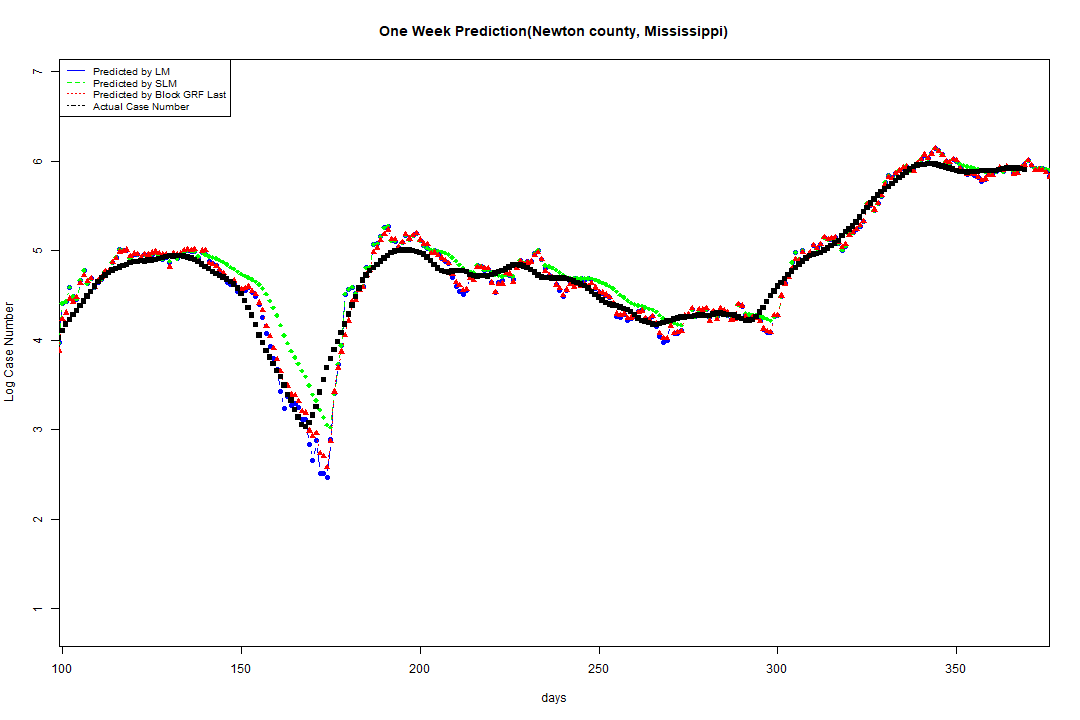 One Week Prediction(Newton county, Mississippi)
Predicted by LM
Predicted by SLM
Predicted by Block GRF Last
Actual Case Number
7
6
5
4
3
2
1
Log Case Number
100 150 200 250 300 350
days